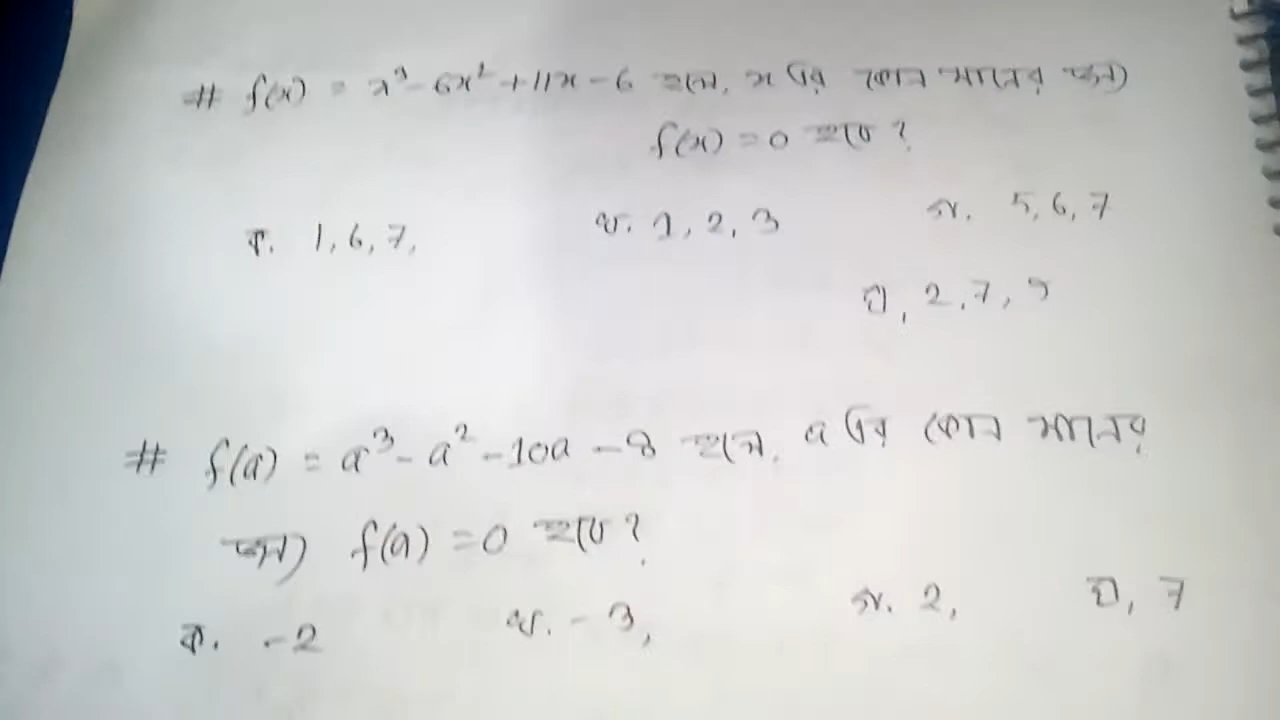 # f(x) = x³ - 6x² + 11x - 6 হলে, x এর কোন মানের জন্য
f(x) = 0 হবে?
ক. 1, 6, 7,
খ. 1, 2, 3
গ. 5, 6, 7
ঘ, 2, 7, 9
# f(a) = a³ - a² - 10a - 8 হলে, a এর কোন মানের
জন্য f(a) = 0 হবে?
ক. -2
খ. - 3,
গ. 2,
ঘ, 7